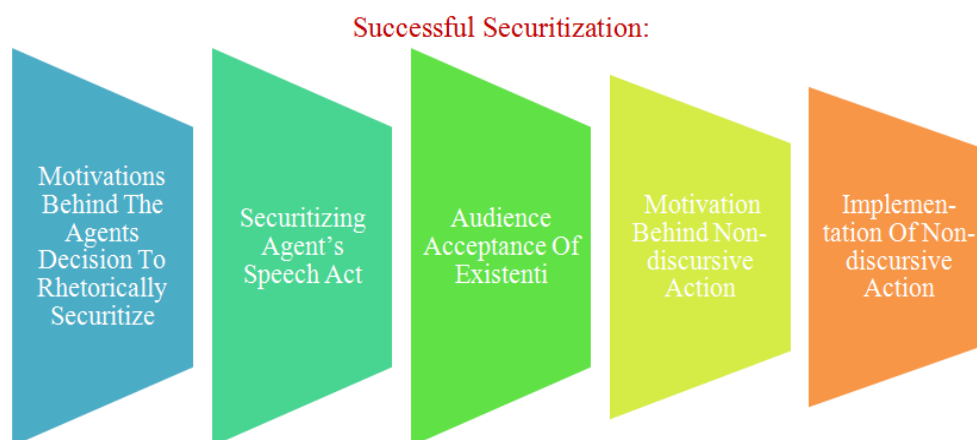 Successful Securitization:
Motivations
Behind The
Agents
Decision To
Rhetorically
Securitize
Securitizing
Agent's
Speech Act
Audience
Acceptance Of
Existenti
Motivation
Behind Non-
discursive
Action
Implemen-
tation Of Non-
discursive
Action